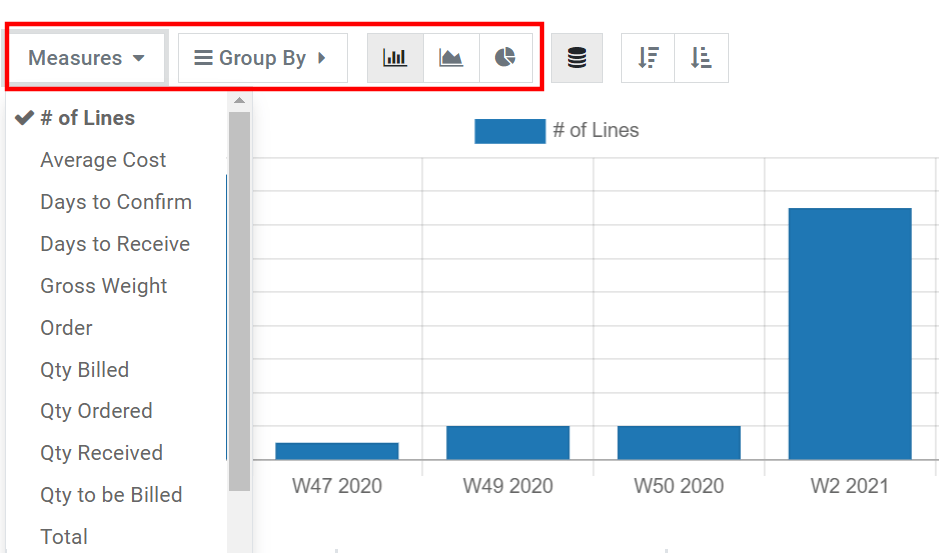 Measures
Group By
# of Lines
Average Cost
Days to Confirm
Days to Receive
Gross Weight
Order
Qty Billed
Qty Ordered
Qty Received
Qty to be Billed
Total
# of Lines
W47 2020
W49 2020
W50 2020
W2 2021